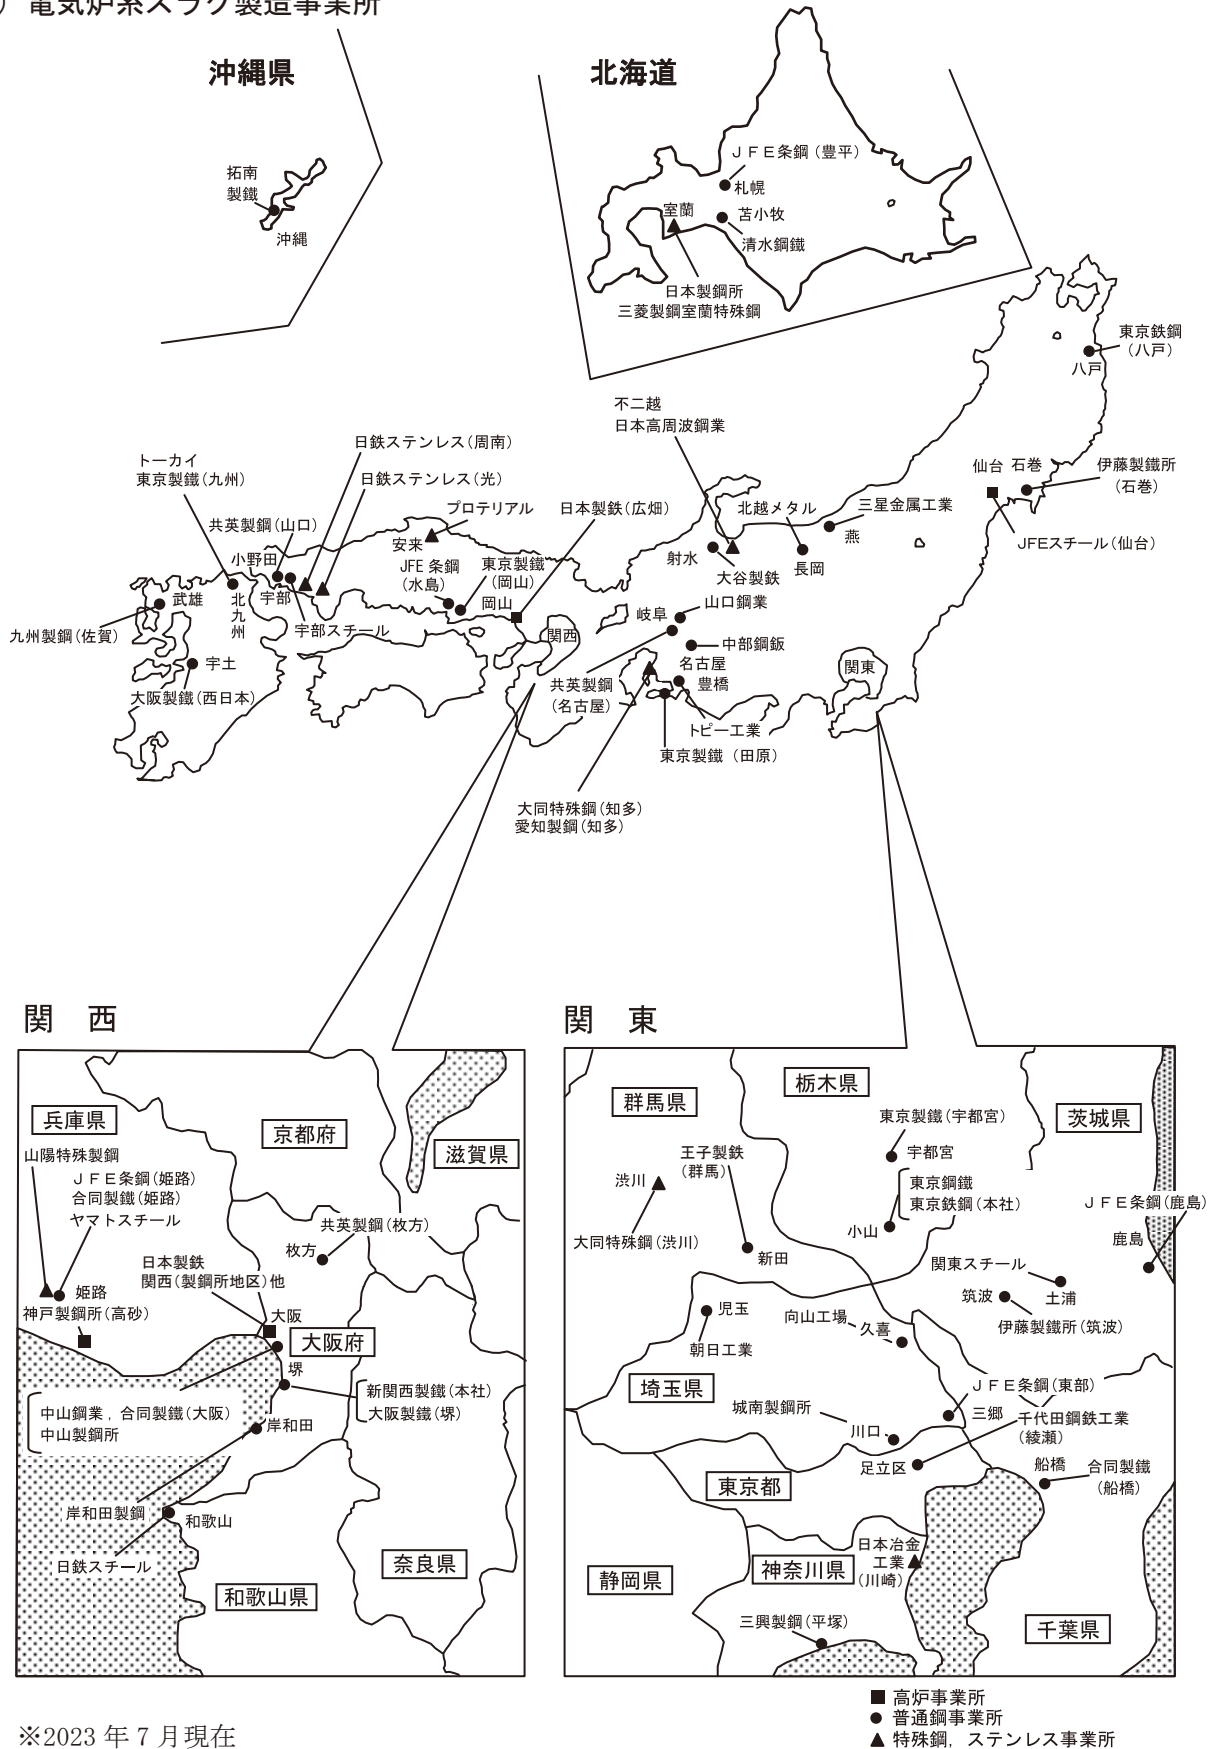 ）電気炉系スラグ製造事業所
沖縄県
北海道
拓南
製鐵
沖縄
ＪＦＥ条鋼（豊平）
札幌
室蘭
苫小牧
清水鋼鐵
日本製鋼所
三菱製鋼室蘭特殊鋼
東京鉄鋼
（八戸）
八戸
不二越
日本高周波鋼業
日鉄ステンレス（周南）
トーカイ
東京製鐵（九州）
日鉄ステンレス（光）
仙台
石巻
伊藤製鐵所
（石巻）
プロテリアル
日本製鉄（広畑）
北越メタル
三星金属工業
共英製鋼（山口）
安来
燕
JFEスチール（仙台）
小野田
JFE条鋼
（水島）
東京製鐵
（岡山）
岡山
射水
大谷製鉄
長岡
武雄
北九州
宇部
宇部スチール
九州製鋼（佐賀）
関西
岐阜
山口鋼業
中部鋼鈑
宇土
大阪製鐵（西日本）
共英製鋼
（名古屋）
名古屋
豊橋
関東
トピー工業
東京製鐵（田原）
大同特殊鋼（知多）
愛知製鋼（知多）
関　西
兵庫県
京都府
滋賀県
山陽特殊製鋼
ＪＦＥ条鋼（姫路）
合同製鐵（姫路）
ヤマトスチール
共英製鋼（枚方）
枚方
日本製鉄
関西（製鋼所地区）他
姫路
神戸製鋼所（高砂）
大阪
大阪府
堺
新関西製鐵（本社）
大阪製鐵（堺）
中山鋼業，合同製鐵（大阪）
中山製鋼所
岸和田
岸和田製鋼
和歌山
日鉄スチール
奈良県
和歌山県
関　東
群馬県
栃木県
茨城県
東京製鐵（宇都宮）
王子製鉄
（群馬）
宇都宮
渋川
東京鋼鐵
東京鉄鋼（本社）
ＪＦＥ条鋼（鹿島）
小山
大同特殊鋼（渋川）
新田
鹿島
関東スチール
筑波
土浦
児玉
向山工場
久喜
伊藤製鐵所（筑波）
朝日工業
埼玉県
ＪＦＥ条鋼（東部）
城南製鋼所
三郷
千代田鋼鉄工業
（綾瀬）
川口
足立区
船橋
合同製鐵
（船橋）
東京都
日本冶金
工業
（川崎）
静岡県
神奈川県
三興製鋼（平塚）
千葉県
■ 高炉事業所
● 普通鋼事業所
▲ 特殊鋼，ステンレス事業所
※2023 年 7 月現在